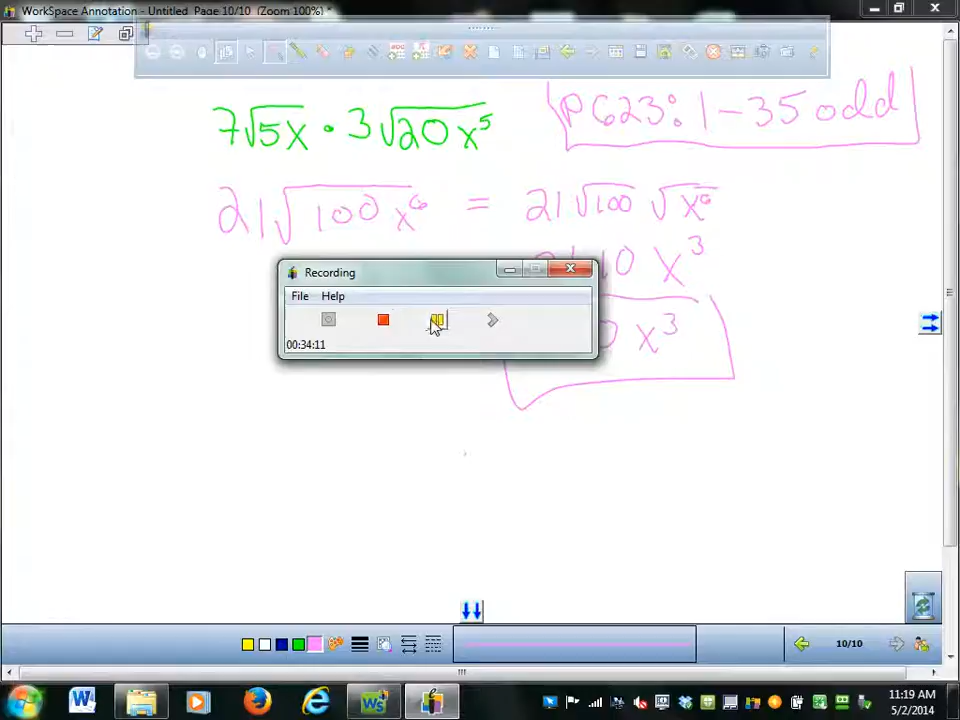 WorkSpace Annotation - Untitled Page 10/10 (Zoom 100%) *
7√5x · 3√20x⁵
P623: 1-35 odd
21√100x⁶ = 21√100 √x⁶
10 x³
x³
Recording
File Help
00:34:11
10/10
11:19 AM
5/2/2014